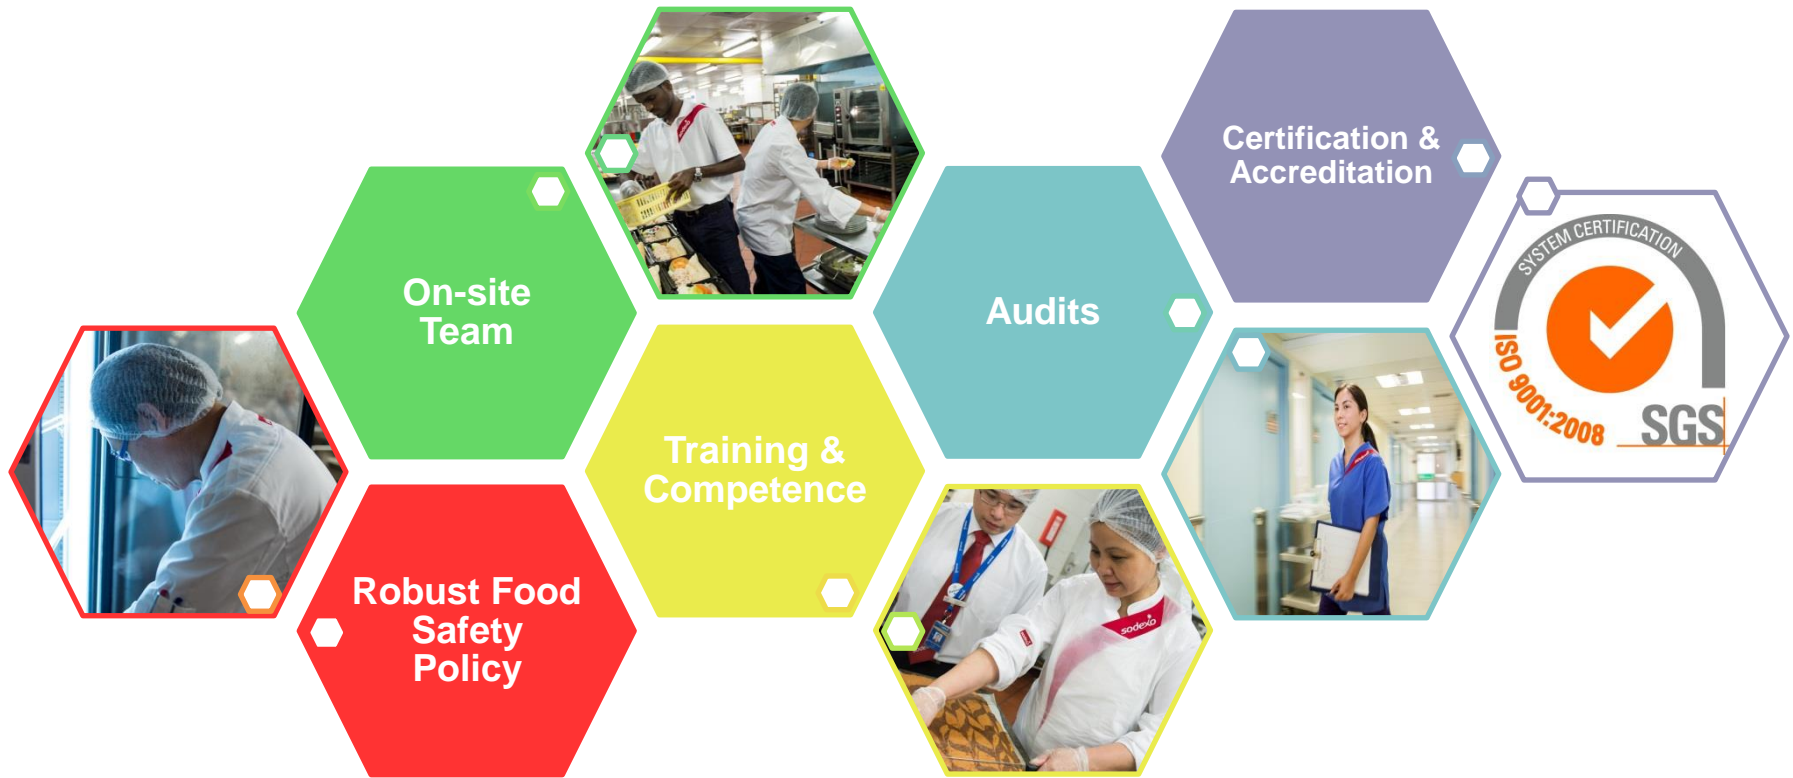 Robust Food
Safety
Policy
On-site
Team
sodexo
Training &
Competence
sodexo
Audits
Certification &
Accreditation
SYSTEM CERTIFICATION
ISO 9001:2008
SGS